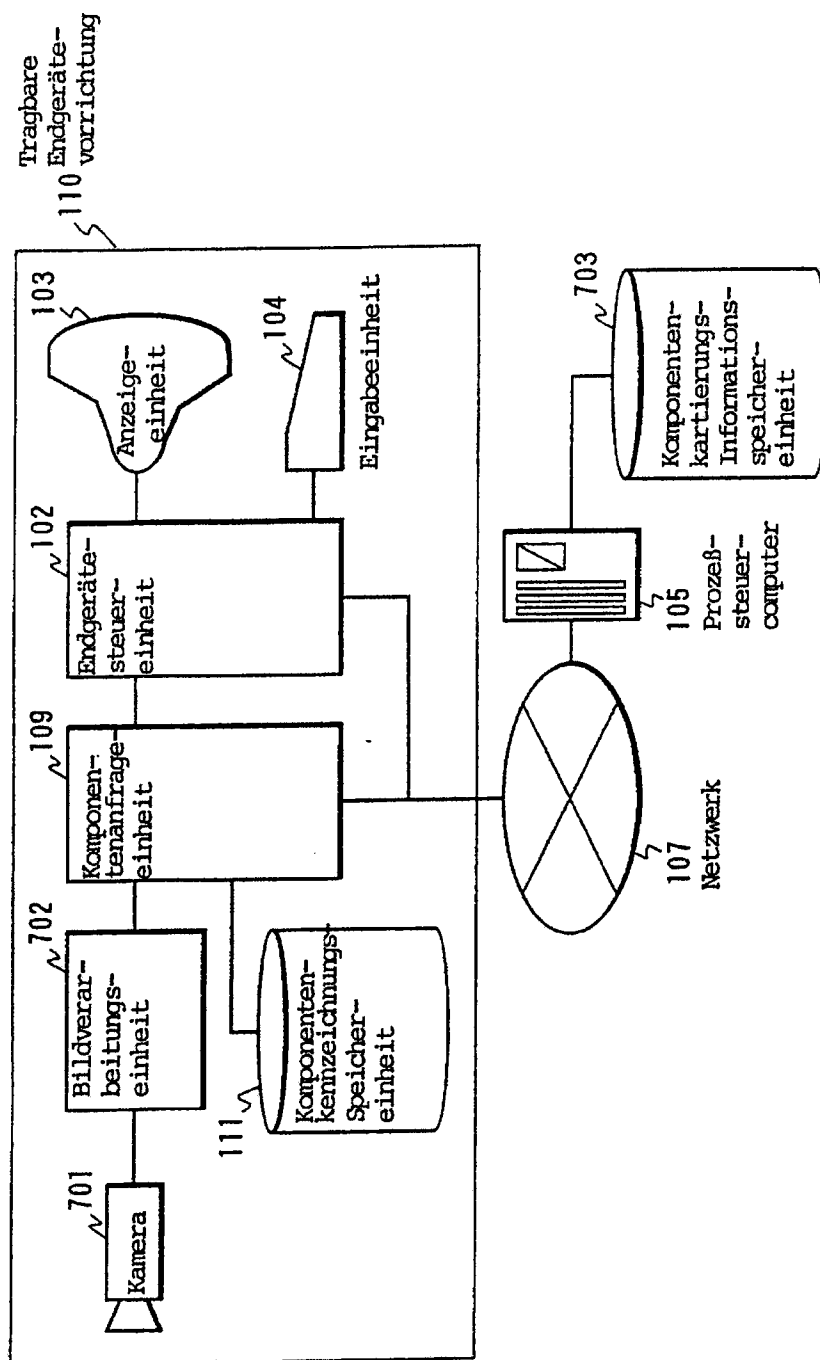 Tragbare
Endgeräte-
vorrichtung
110
103
Anzeige-
einheit
104
Eingabeeinheit
102
Endgeräte-
steuer-
einheit
109
Komponen-
tenanfrage-
einheit
702
Bildverar-
beitungs-
einheit
701
Kamera
111
Komponenten-
kennzeichnungs-
Speicher-
einheit
703
Komponenten-
kartierungs-
Informations-
speicher-
einheit
105
Prozeß-
steuer-
computer
107
Netzwerk